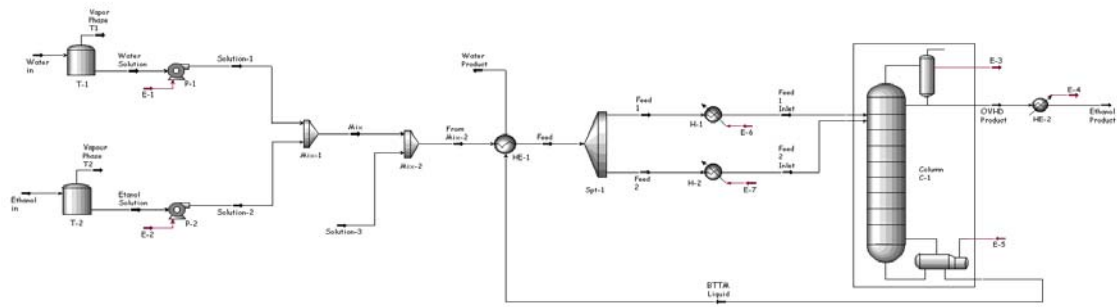 Vapor
Phase
T1
Water
in
T-1
Water
Solution
E-1
P-1
Solution-1
Vapour
Phase
T2
Ethanol
in
T-2
Etanol
Solution
E-2
P-2
Solution-2
Mix-1
Mix
Mix-2
Solution-3
From
Mix-2
Water
Product
HE-1
Feed
Spt-1
Feed
1
H-1
E-6
Feed
1
Inlet
Feed
2
H-2
E-7
Feed
2
Inlet
Column
C-1
E-3
OVHD
Product
E-4
HE-2
Ethanol
Product
E-5
BTTM
Liquid